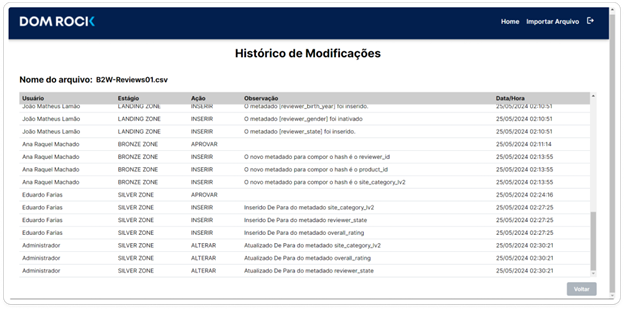 DOM ROCK
Home Importar Arquivo
Histórico de Modificações
Nome do arquivo: B2W-Reviews01.csv
Usuário Estágio Ação Observação Data/Hora
João Matheus Lamão LANDING ZONE INSERIR O metadado [reviewer_birth_year] foi inserido. 25/05/2024 02:10:51
João Matheus Lamão LANDING ZONE INSERIR O metadado [reviewer_gender] foi inativado 25/05/2024 02:10:51
João Matheus Lamão LANDING ZONE INSERIR O metadado [reviewer_state] foi inserido. 25/05/2024 02:10:51
Ana Raquel Machado BRONZE ZONE APROVAR 25/05/2024 02:11:14
Ana Raquel Machado BRONZE ZONE INSERIR O novo metadado para compor o hash é o reviewer_id 25/05/2024 02:13:55
Ana Raquel Machado BRONZE ZONE INSERIR O novo metadado para compor o hash é o product_id 25/05/2024 02:13:55
Ana Raquel Machado BRONZE ZONE INSERIR O novo metadado para compor o hash é o site_category_lv2 25/05/2024 02:13:55
Eduardo Farias SILVER ZONE APROVAR 25/05/2024 02:24:16
Eduardo Farias SILVER ZONE INSERIR Inserido De Para do metadado site_category_lv2 25/05/2024 02:27:25
Eduardo Farias SILVER ZONE INSERIR Inserido De Para do metadado reviewer_state 25/05/2024 02:27:25
Eduardo Farias SILVER ZONE INSERIR Inserido De Para do metadado overall_rating 25/05/2024 02:27:25
Administrador SILVER ZONE ALTERAR Atualizado De Para do metadado site_category_lv2 25/05/2024 02:30:21
Administrador SILVER ZONE ALTERAR Atualizado De Para do metadado overall_rating 25/05/2024 02:30:21
Administrador SILVER ZONE ALTERAR Atualizado De Para do metadado reviewer_state 25/05/2024 02:30:21
Voltar